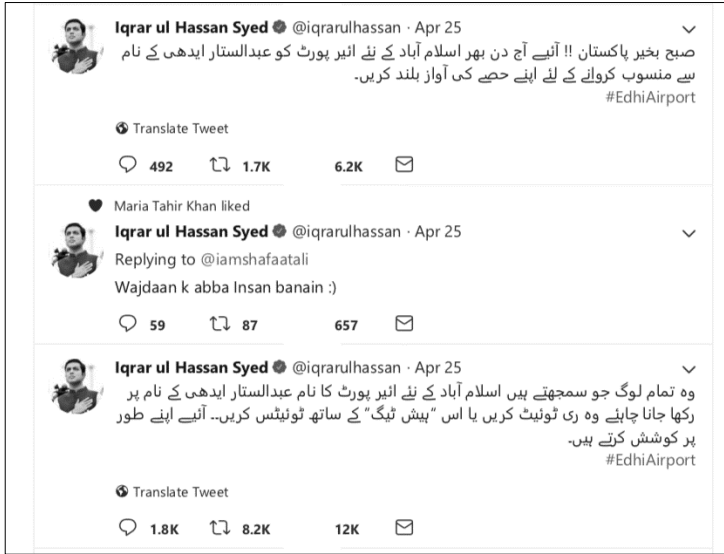 Iqrar ul Hassan Syed @iqrarulhassan · Apr 25
صبح بخیر پاکستان !! آئیے آج دن بھر اسلام آباد کے نئے ائیر پورٹ کو عبدالستار ایدھی کے نام
سے منسوب کروانے کے لئے اپنے حصے کی آواز بلند کریں۔
#EdhiAirport
Translate Tweet
492 1.7K 6.2K
Maria Tahir Khan liked
Iqrar ul Hassan Syed @iqrarulhassan · Apr 25
Replying to @iamshafaatali
Wajdaan k abba Insan banain :)
59 87 657
Iqrar ul Hassan Syed @iqrarulhassan · Apr 25
وہ تمام لوگ جو سمجھتے ہیں اسلام آباد کے نئے ائیر پورٹ کا نام عبدالستار ایدھی کے نام پر
رکھا جانا چاہئے وہ ری ٹوئیٹ کریں یا اس “ہیش ٹیگ” کے ساتھ ٹوئیٹس کریں۔۔ آئیے اپنے طور
پر کوشش کرتے ہیں۔
#EdhiAirport
Translate Tweet
1.8K 8.2K 12K